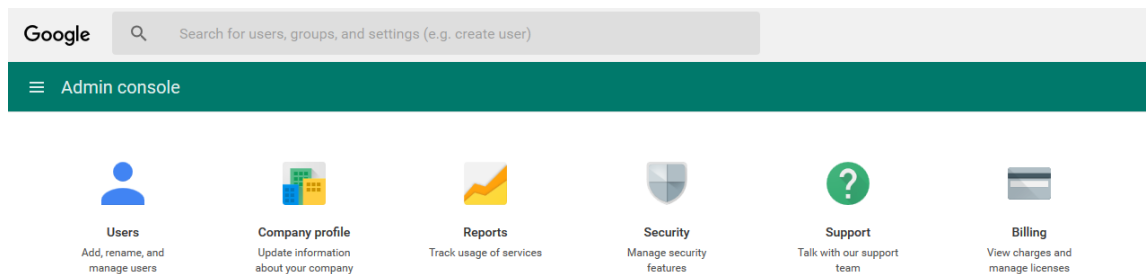 Google
Search for users, groups, and settings (e.g. create user)
Admin console
Users
Add, rename, and
manage users
Company profile
Update information
about your company
Reports
Track usage of services
Security
Manage security
features
Support
Talk with our support
team
Billing
View charges and
manage licenses